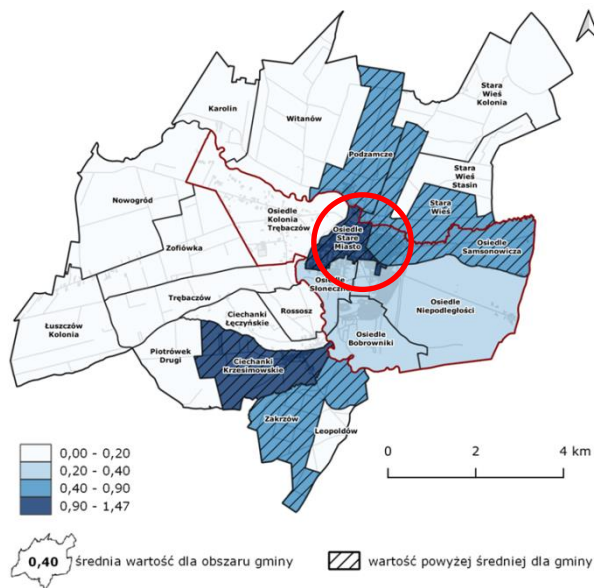 Karolin
Witanów
Stara
Wieś
Kolonia
Podzamcze
Stara
Wieś
Stasin
Nowogród
Osiedle
Kolonia
Trębaczów
Stara
Wieś
Osiedle
Stare
Miasto
Osiedle
Samsonowicza
Zofiówka
Osiedle
Słoneczne
Trębaczów
Osiedle
Niepodległości
Łuszczów
Kolonia
Ciechanki
Łęczyńskie
Rossosz
Osiedle
Bobrowniki
Piotrówek
Drugi
Ciechanki
Krzesimowskie
Zakrzów
Leopoldów
0,00 - 0,20
0,20 - 0,40
0,40 - 0,90
0,90 - 1,47
0 2 4 km
0,40 średnia wartość dla obszaru gminy
wartość powyżej średniej dla gminy